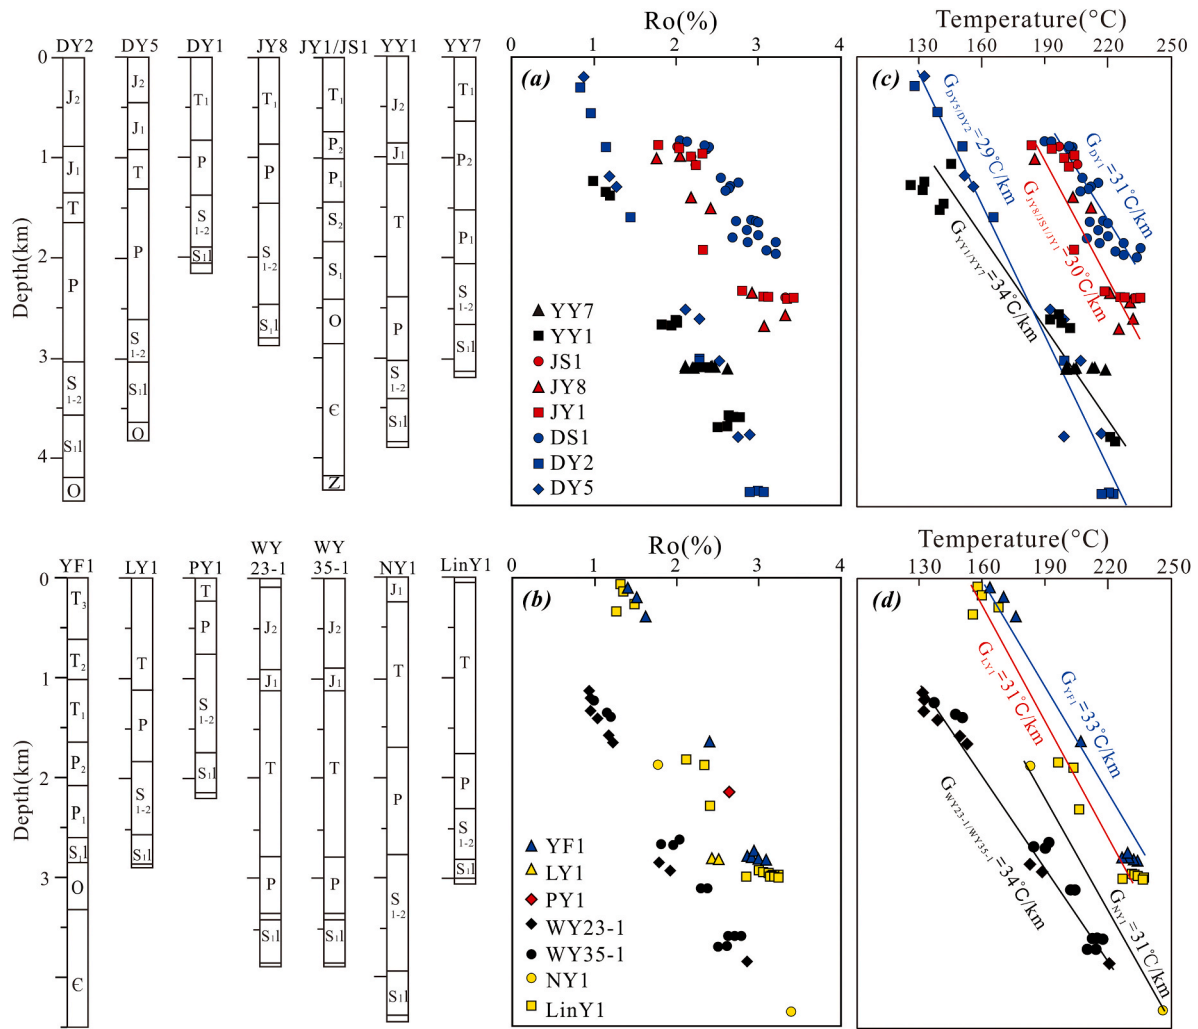 Ro(%)
Temperature(°C)
DY2
DY5
DY1
JY8
JY1/JS1
YY1
YY7
0
1
2
3
4
130
160
190
220
250
Depth(km)
0
1
2
3
4
J2
J1
T
P
S1-2
S1l
O
J2
J1
T
P
S1-2
S1l
O
T1
P
S1-2
S1l
T1
P
S1-2
S1l
T1
P2
P1
S2
S1
O
Є
Z
J2
J1
T
P
S1-2
S1l
T1
P2
P1
S1-2
S1l
(a)
YY7
YY1
JS1
JY8
JY1
DS1
DY2
DY5
(c)
GDY5/DY2=29°C/km
GDY1=31°C/km
GJY8/JS1/JY1=30°C/km
GYY1/YY7=34°C/km
Ro(%)
Temperature(°C)
YF1
LY1
PY1
WY
23-1
WY
35-1
NY1
LinY1
0
1
2
3
4
130
160
190
220
250
Depth(km)
0
1
2
3
T3
T2
T1
P2
P1
S1l
O
Є
T
P
S1-2
S1l
T
P
S1-2
S1l
J2
J1
T
P
S1l
J2
J1
T
P
S1l
J1
T
P
S1-2
S1l
T
P
S1-2
S1l
(b)
YF1
LY1
PY1
WY23-1
WY35-1
NY1
LinY1
(d)
GLY1=31°C/km
GYF1=33°C/km
GWY23-1/WY35-1=34°C/km
GNY1=31°C/km